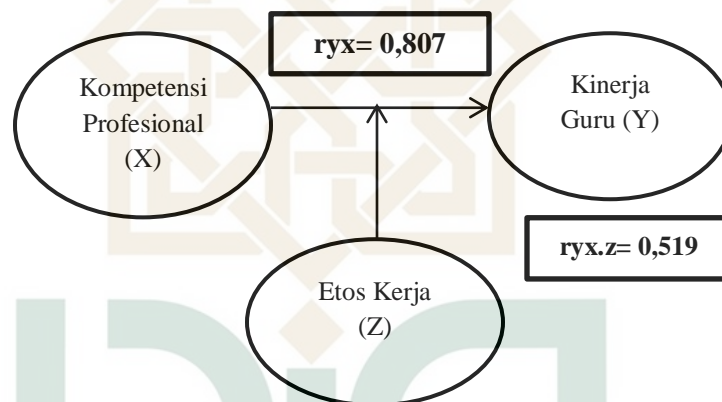 ryx= 0,807
Kompetensi
Profesional
(X)
Kinerja
Guru (Y)
ryx.z= 0,519
Etos Kerja
(Z)